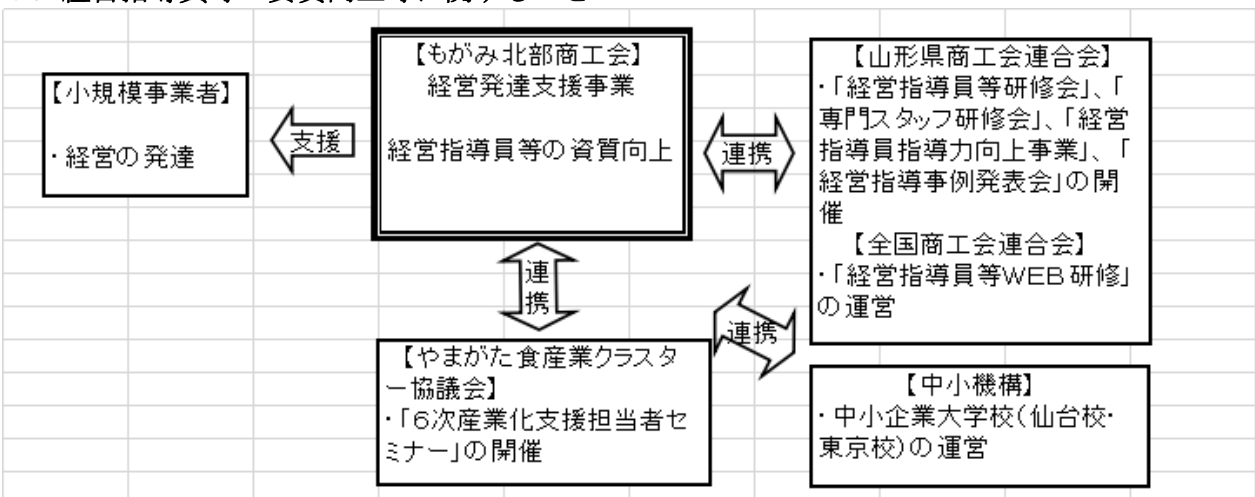 【もがみ北部商工会】
経営発達支援事業
経営指導員等の資質向上
【小規模事業者】
・経営の発達
支援
連携
【山形県商工会連合会】
・「経営指導員等研修会」、「
専門スタッフ研修会」、「経営
指導員指導力向上事業」、「
経営指導事例発表会」の開
催
【全国商工会連合会】
・「経営指導員等WEB研修」
の運営
連
携
連携
【やまがた食産業クラスタ
ー協議会】
・「6次産業化支援担当者セ
ミナー」の開催
【中小機構】
・中小企業大学校(仙台校・
東京校)の運営